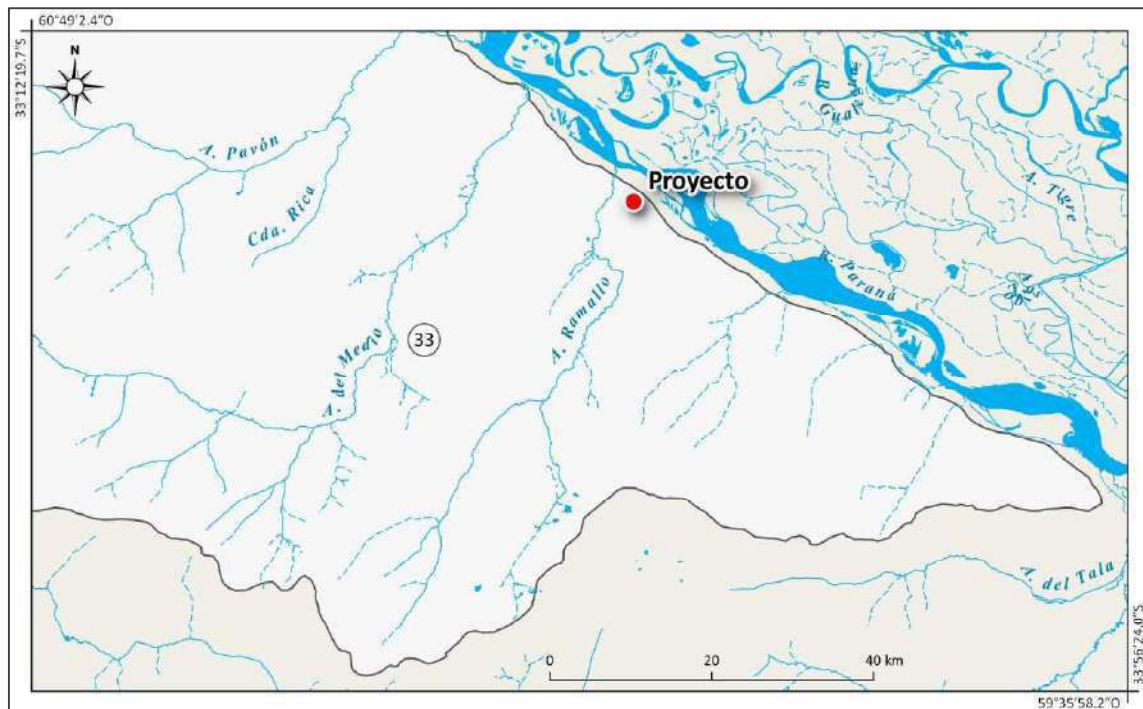 60°49'2.4"O
33°12'19.7"S
N
R. Gualeguay
A. Pavón
Cda. Rica
Proyecto
A. Tigre
R. Paraná
A. Ramallo
33
A. del Medio
A. del Tala
0 20 40 km
33°56'24.0"S
59°35'58.2"O